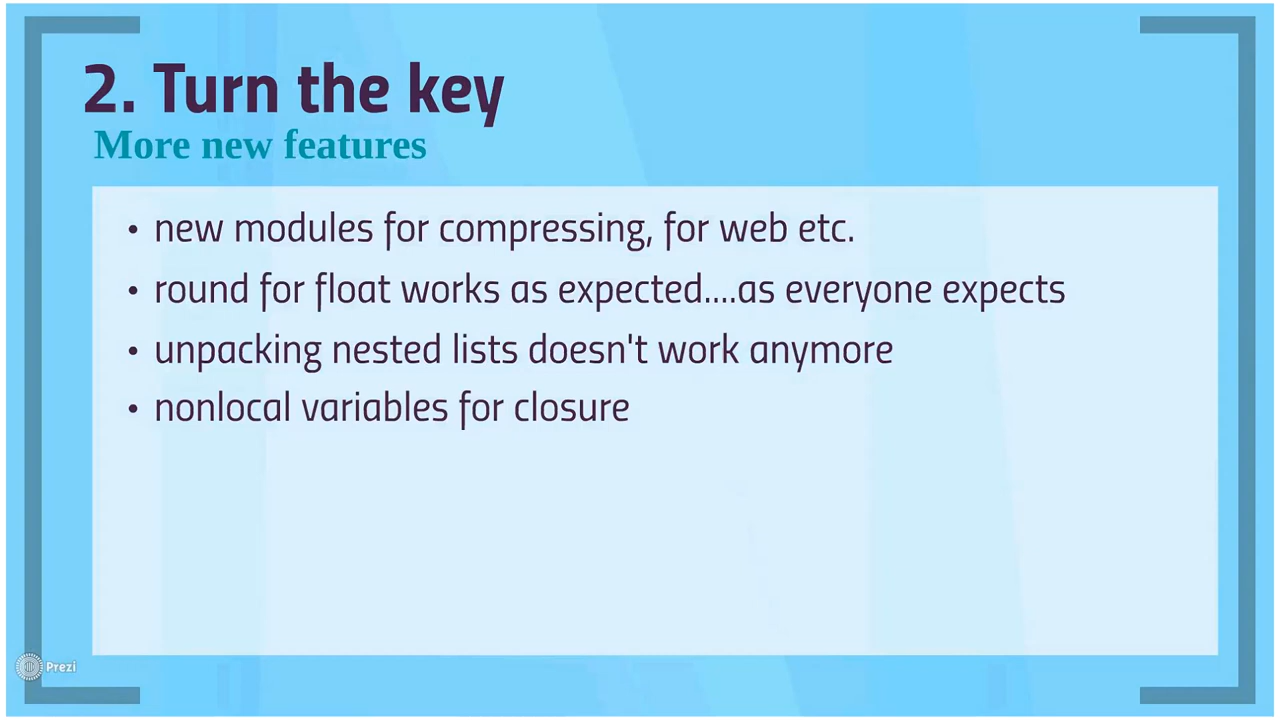 2. Turn the key
More new features
• new modules for compressing, for web etc.
• round for float works as expected....as everyone expects
• unpacking nested lists doesn't work anymore
• nonlocal variables for closure
Prezi